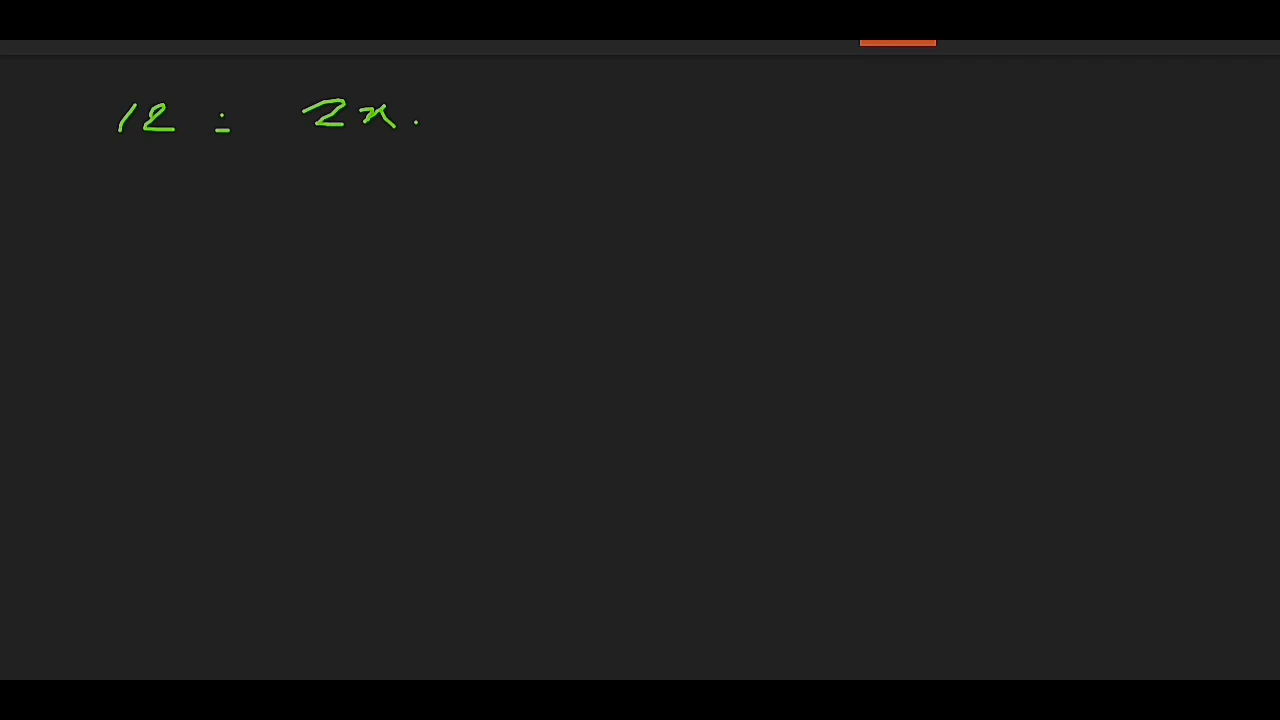 12 = 2x.